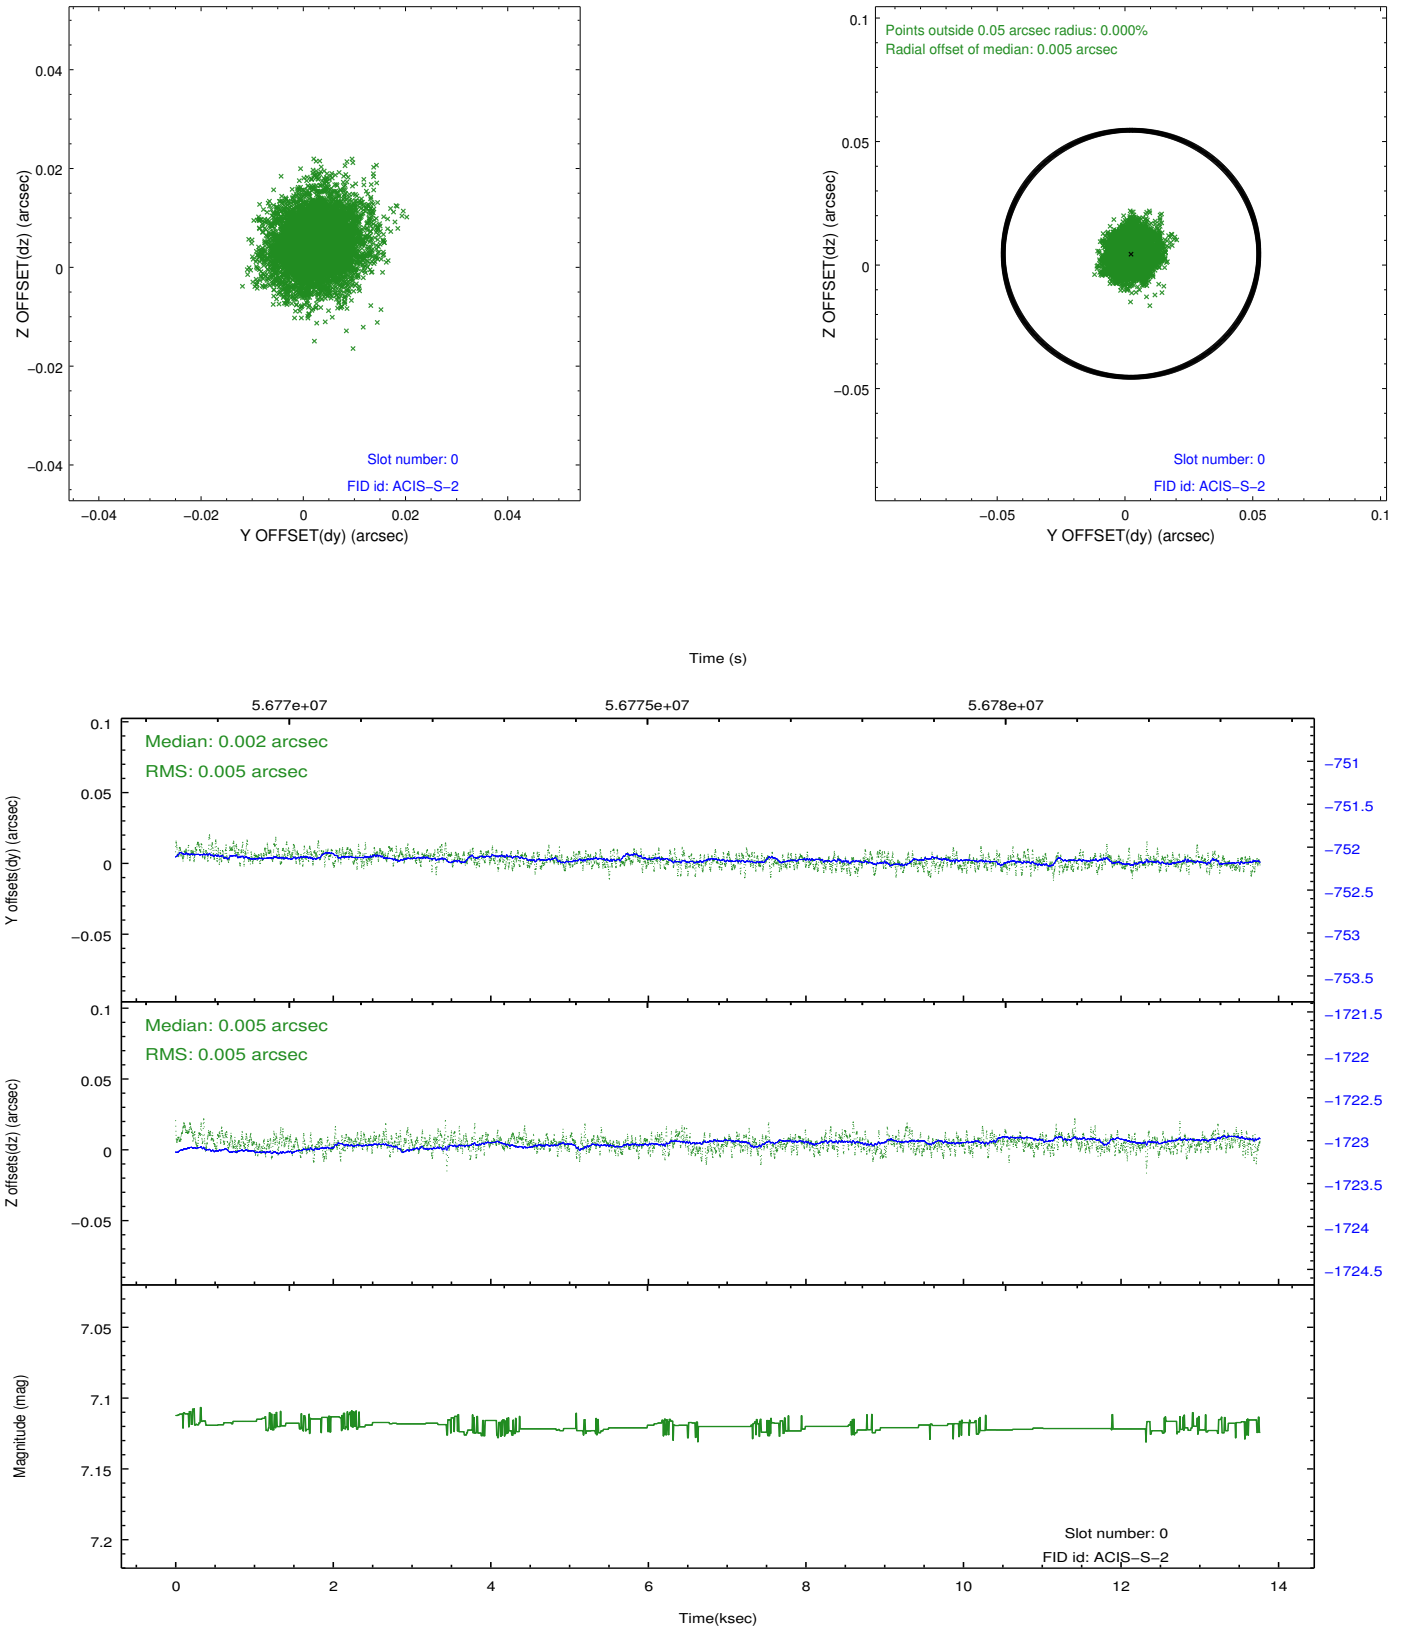 0.04
0.02
0
−0.02
−0.04
Z OFFSET(dz) (arcsec)
Slot number: 0
FID id: ACIS−S−2
−0.04
−0.02
0
0.02
0.04
Y OFFSET(dy) (arcsec)
Points outside 0.05 arcsec radius: 0.000%
Radial offset of median: 0.005 arcsec
0.1
0.05
0
−0.05
Z OFFSET(dz) (arcsec)
Slot number: 0
FID id: ACIS−S−2
−0.05
0
0.05
0.1
Y OFFSET(dy) (arcsec)
Time (s)
5.677e+07
5.6775e+07
5.678e+07
Median: 0.002 arcsec
RMS: 0.005 arcsec
0.1
0.05
0
−0.05
Y offsets(dy) (arcsec)
−751
−751.5
−752
−752.5
−753
−753.5
Median: 0.005 arcsec
RMS: 0.005 arcsec
0.1
0.05
0
−0.05
Z offsets(dz) (arcsec)
−1721.5
−1722
−1722.5
−1723
−1723.5
−1724
−1724.5
7.05
7.1
7.15
7.2
Magnitude (mag)
Slot number: 0
FID id: ACIS−S−2
0
2
4
6
8
10
12
14
Time(ksec)